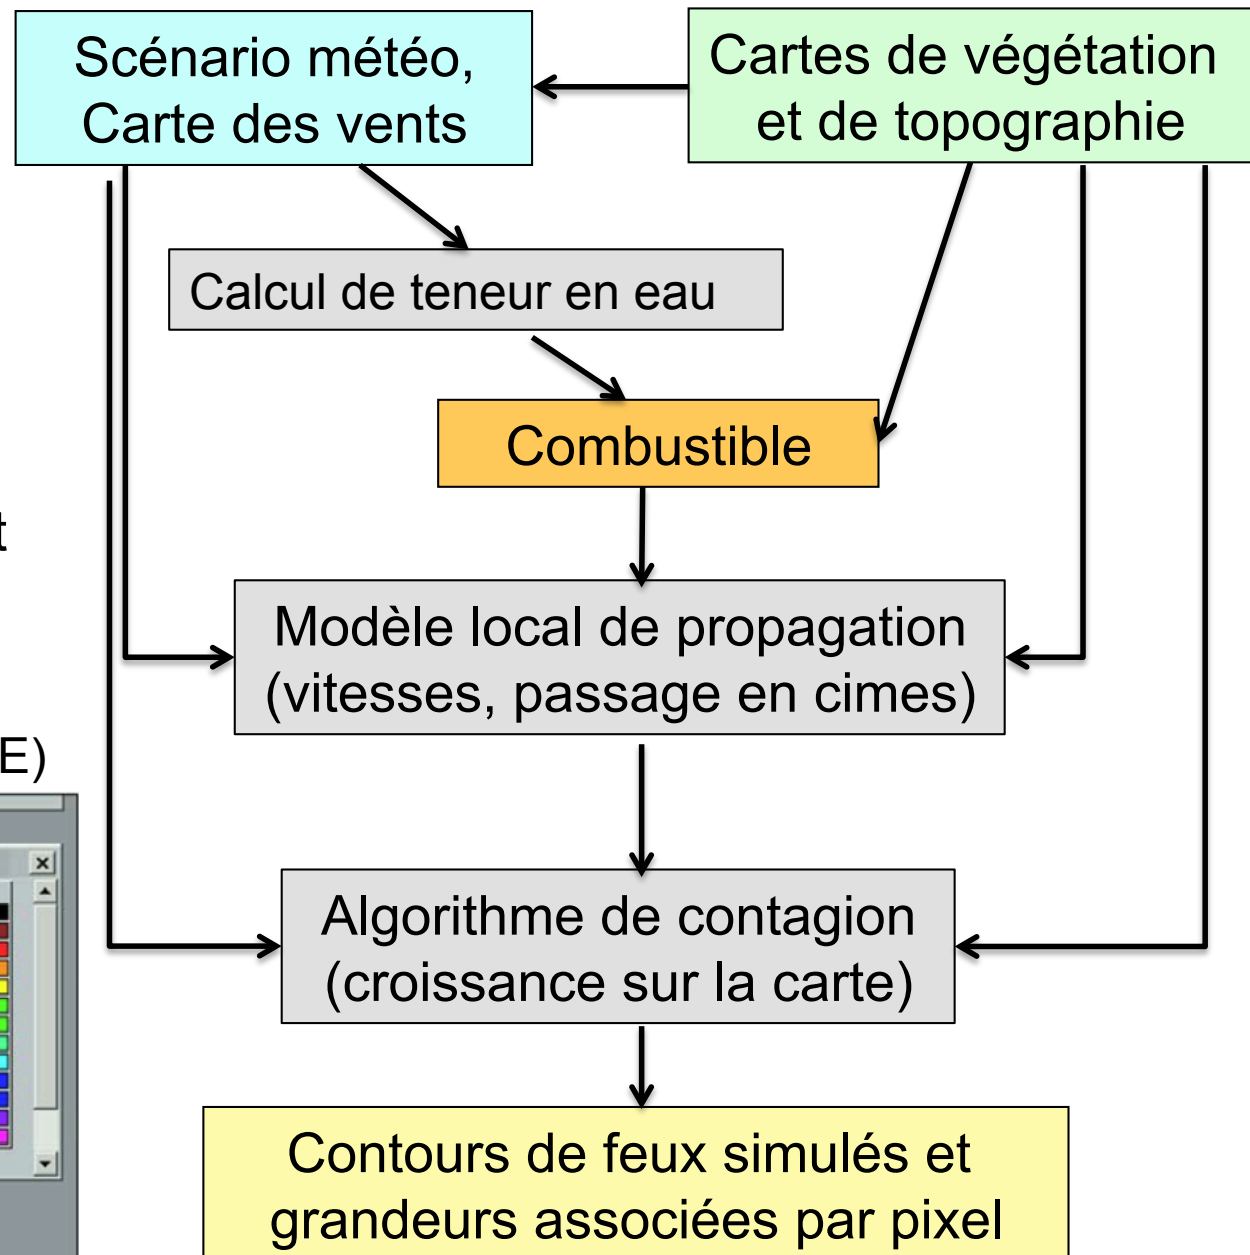 Scénario météo,
Carte des vents
Cartes de végétation
et de topographie
Calcul de teneur en eau
Combustible
t
Modèle local de propagation
(vitesses, passage en cimes)
E)
Algorithme de contagion
(croissance sur la carte)
Contours de feux simulés et
grandeurs associées par pixel